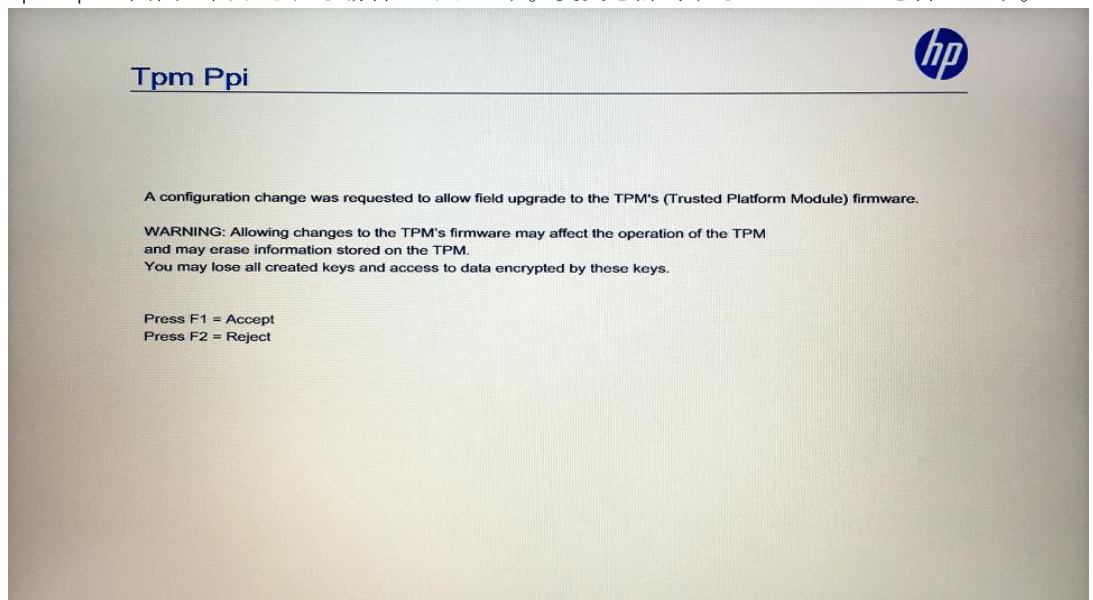 hp
Tpm Ppi
A configuration change was requested to allow field upgrade to the TPM's (Trusted Platform Module) firmware.
WARNING: Allowing changes to the TPM's firmware may affect the operation of the TPM
and may erase information stored on the TPM.
You may lose all created keys and access to data encrypted by these keys.
Press F1 = Accept
Press F2 = Reject